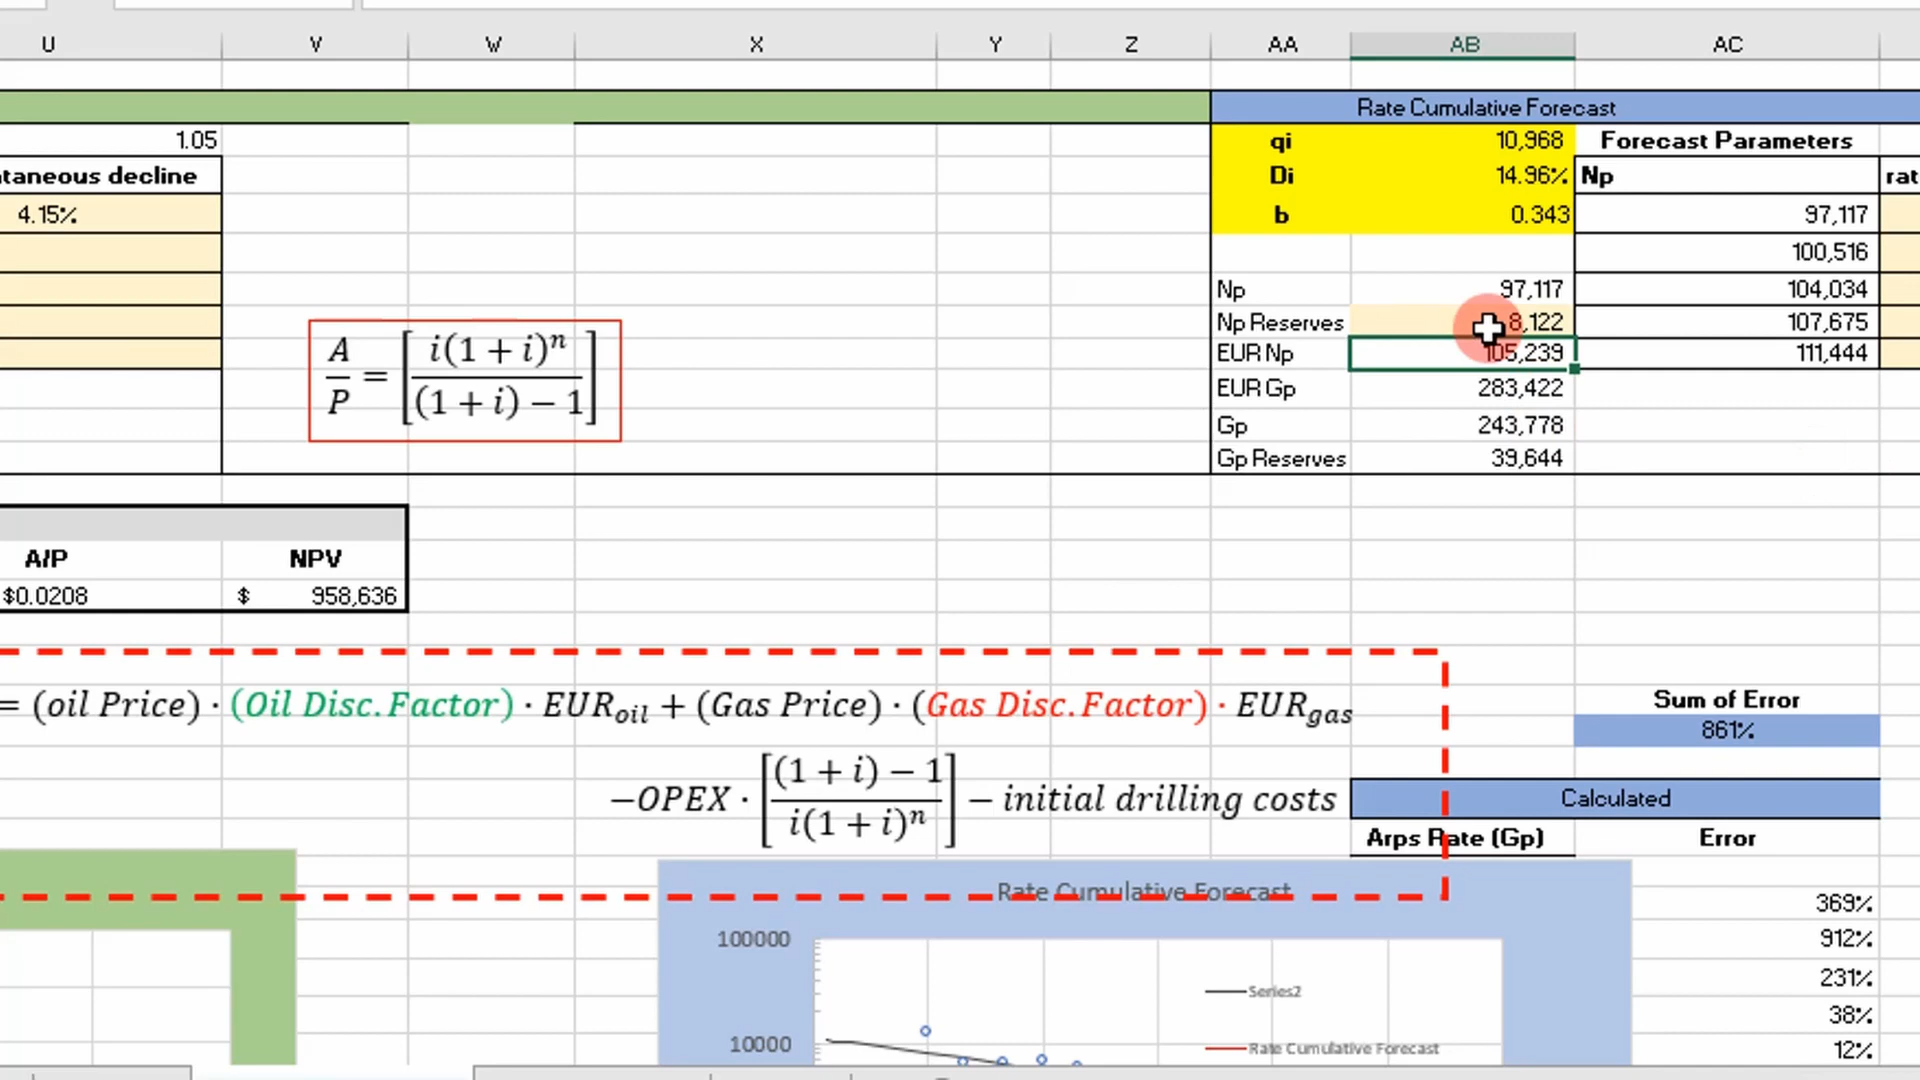 U V W X Y Z AA AB AC
Rate Cumulative Forecast
1.05
qi 10,968 Forecast Parameters
taneous decline
Di 14.96% Np rat
4.15%
b 0.343 97,117
100,516
Np 97,117 104,034
Np Reserves 8,122 107,675
EUR Np 105,239 111,444
EUR Gp 283,422
Gp 243,778
Gp Reserves 39,644
A/P = [i(1 + i)^n / (1 + i) − 1]
A/P NPV
$0.0208 $ 958,636
= (oil Price) · (Oil Disc. Factor) · EUR_oil + (Gas Price) · (Gas Disc. Factor) · EUR_gas
−OPEX · [(1 + i) − 1 / i(1 + i)^n] − initial drilling costs
Sum of Error
861%
Calculated
Arps Rate (Gp) Error
Rate Cumulative Forecast
369%
912%
231%
38%
12%
100000
10000
Series2
Rate Cumulative Forecast